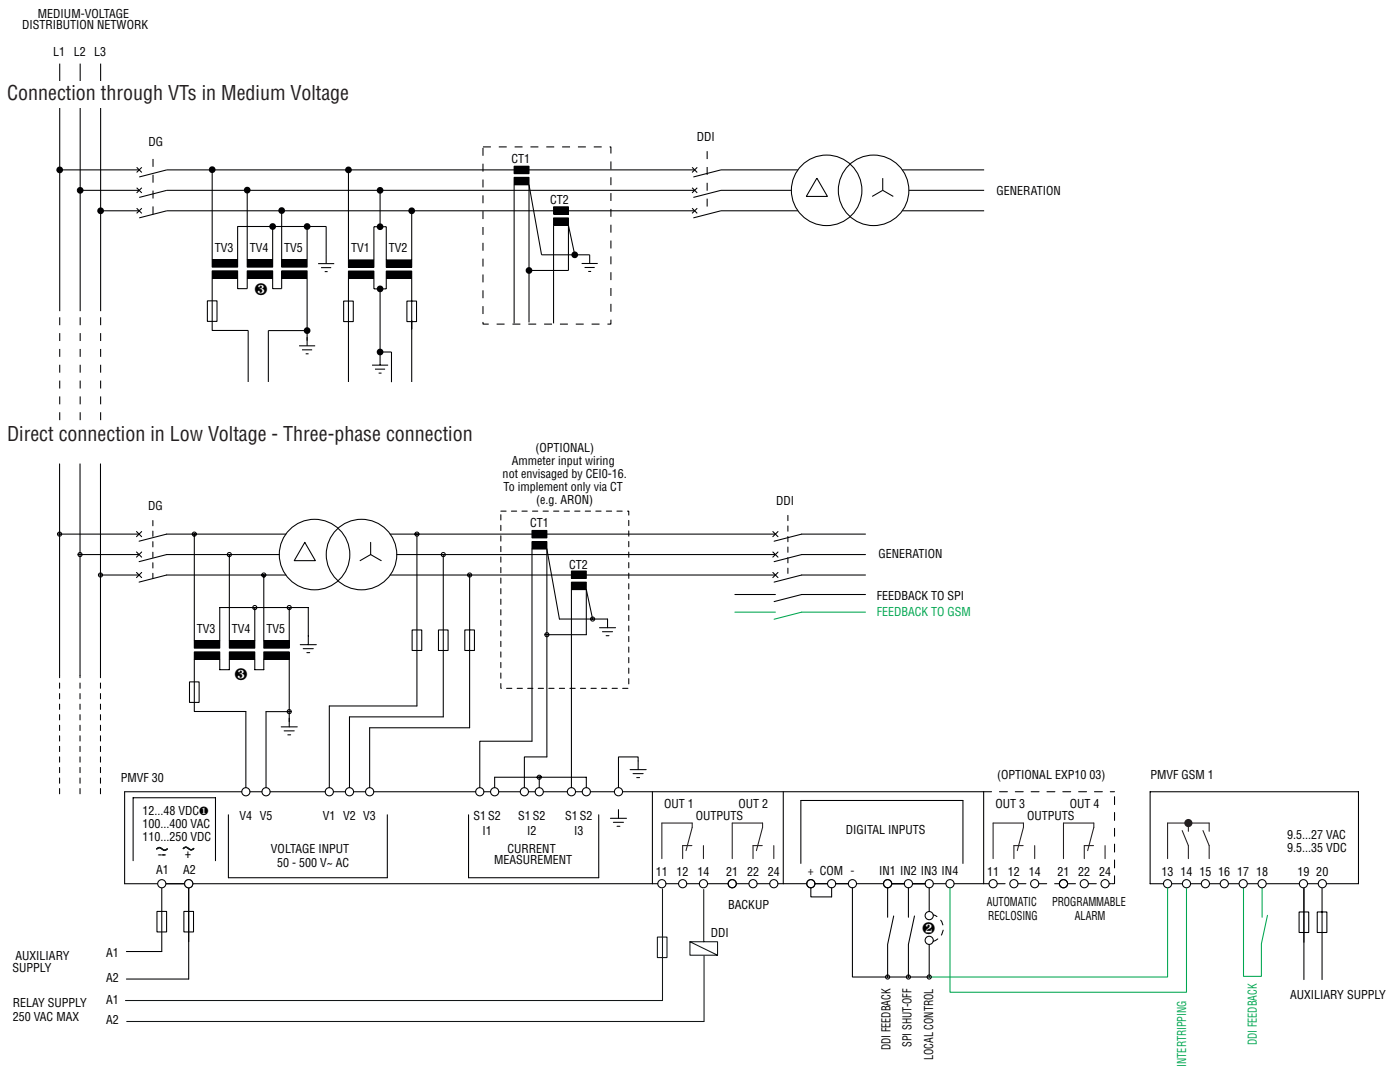 MEDIUM-VOLTAGE
DISTRIBUTION NETWORK
L1 L2 L3
Connection through VTs in Medium Voltage
DG
CT1
DDI
CT2
GENERATION
TV3 TV4 TV5
TV1 TV2
❸
Direct connection in Low Voltage - Three-phase connection
(OPTIONAL)
Ammeter input wiring
not envisaged by CEI0-16.
To implement only via CT
(e.g. ARON)
DG
DDI
CT1
CT2
GENERATION
FEEDBACK TO SPI
FEEDBACK TO GSM
TV3 TV4 TV5
❸
PMVF 30
(OPTIONAL EXP10 03)
PMVF GSM 1
12...48 VDC❶
100...400 VAC
110...250 VDC
~ ~
− +
A1 A2
V4 V5
V1 V2 V3
VOLTAGE INPUT
50 - 500 V~ AC
S1 S2 S1 S2 S1 S2
I1 I2 I3
CURRENT
MEASUREMENT
OUT 1 OUT 2
OUTPUTS
11 12 14 21 22 24
BACKUP
DIGITAL INPUTS
+ COM - IN1 IN2 IN3 IN4
❷
OUT 3 OUT 4
OUTPUTS
11 12 14 21 22 24
AUTOMATIC
RECLOSING
PROGRAMMABLE
ALARM
9.5...27 VAC
9.5...35 VDC
13 14 15 16 17 18 19 20
DDI
AUXILIARY
SUPPLY
A1
A2
RELAY SUPPLY
250 VAC MAX
A1
A2
DDI FEEDBACK
SPI SHUT-OFF
LOCAL CONTROL
INTERTRIPPING
DDI FEEDBACK
AUXILIARY SUPPLY